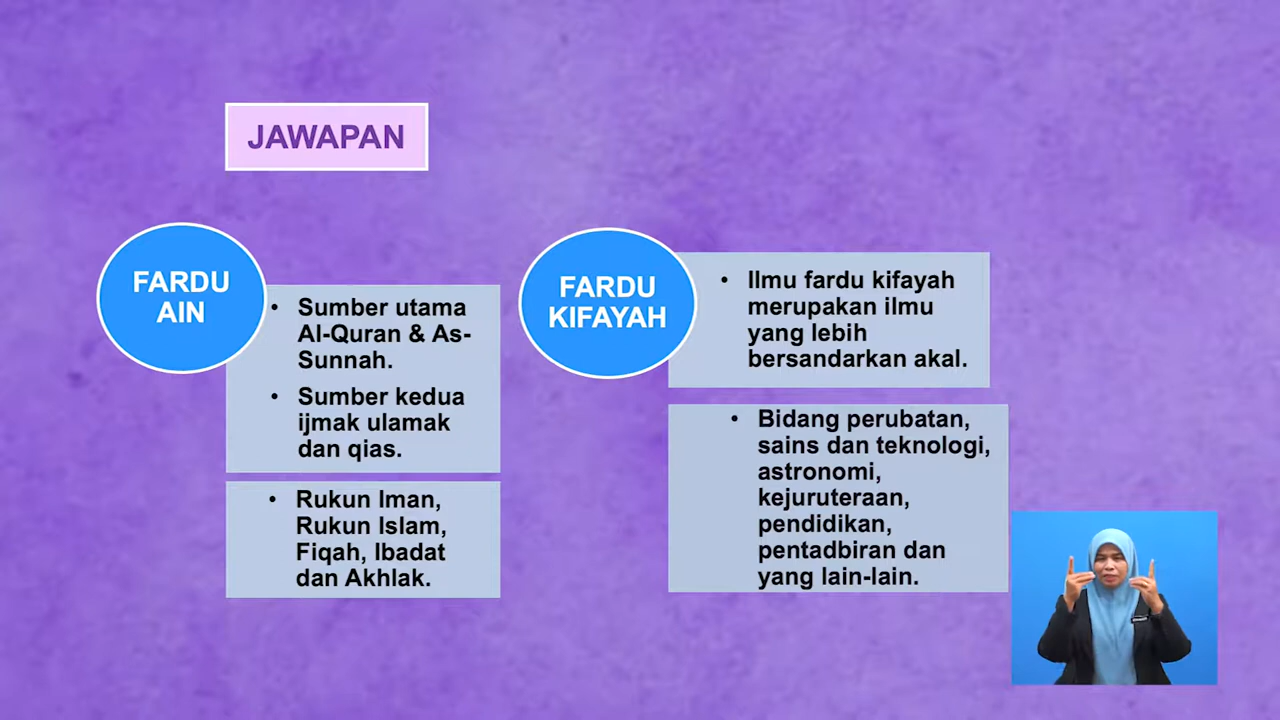 JAWAPAN
FARDU
AIN
• Sumber utama
Al-Quran & As-
Sunnah.
• Sumber kedua
ijmak ulamak
dan qias.
• Rukun Iman,
Rukun Islam,
Fiqah, Ibadat
dan Akhlak.
FARDU
KIFAYAH
• Ilmu fardu kifayah
merupakan ilmu
yang lebih
bersandarkan akal.
• Bidang perubatan,
sains dan teknologi,
astronomi,
kejuruteraan,
pendidikan,
pentadbiran dan
yang lain-lain.